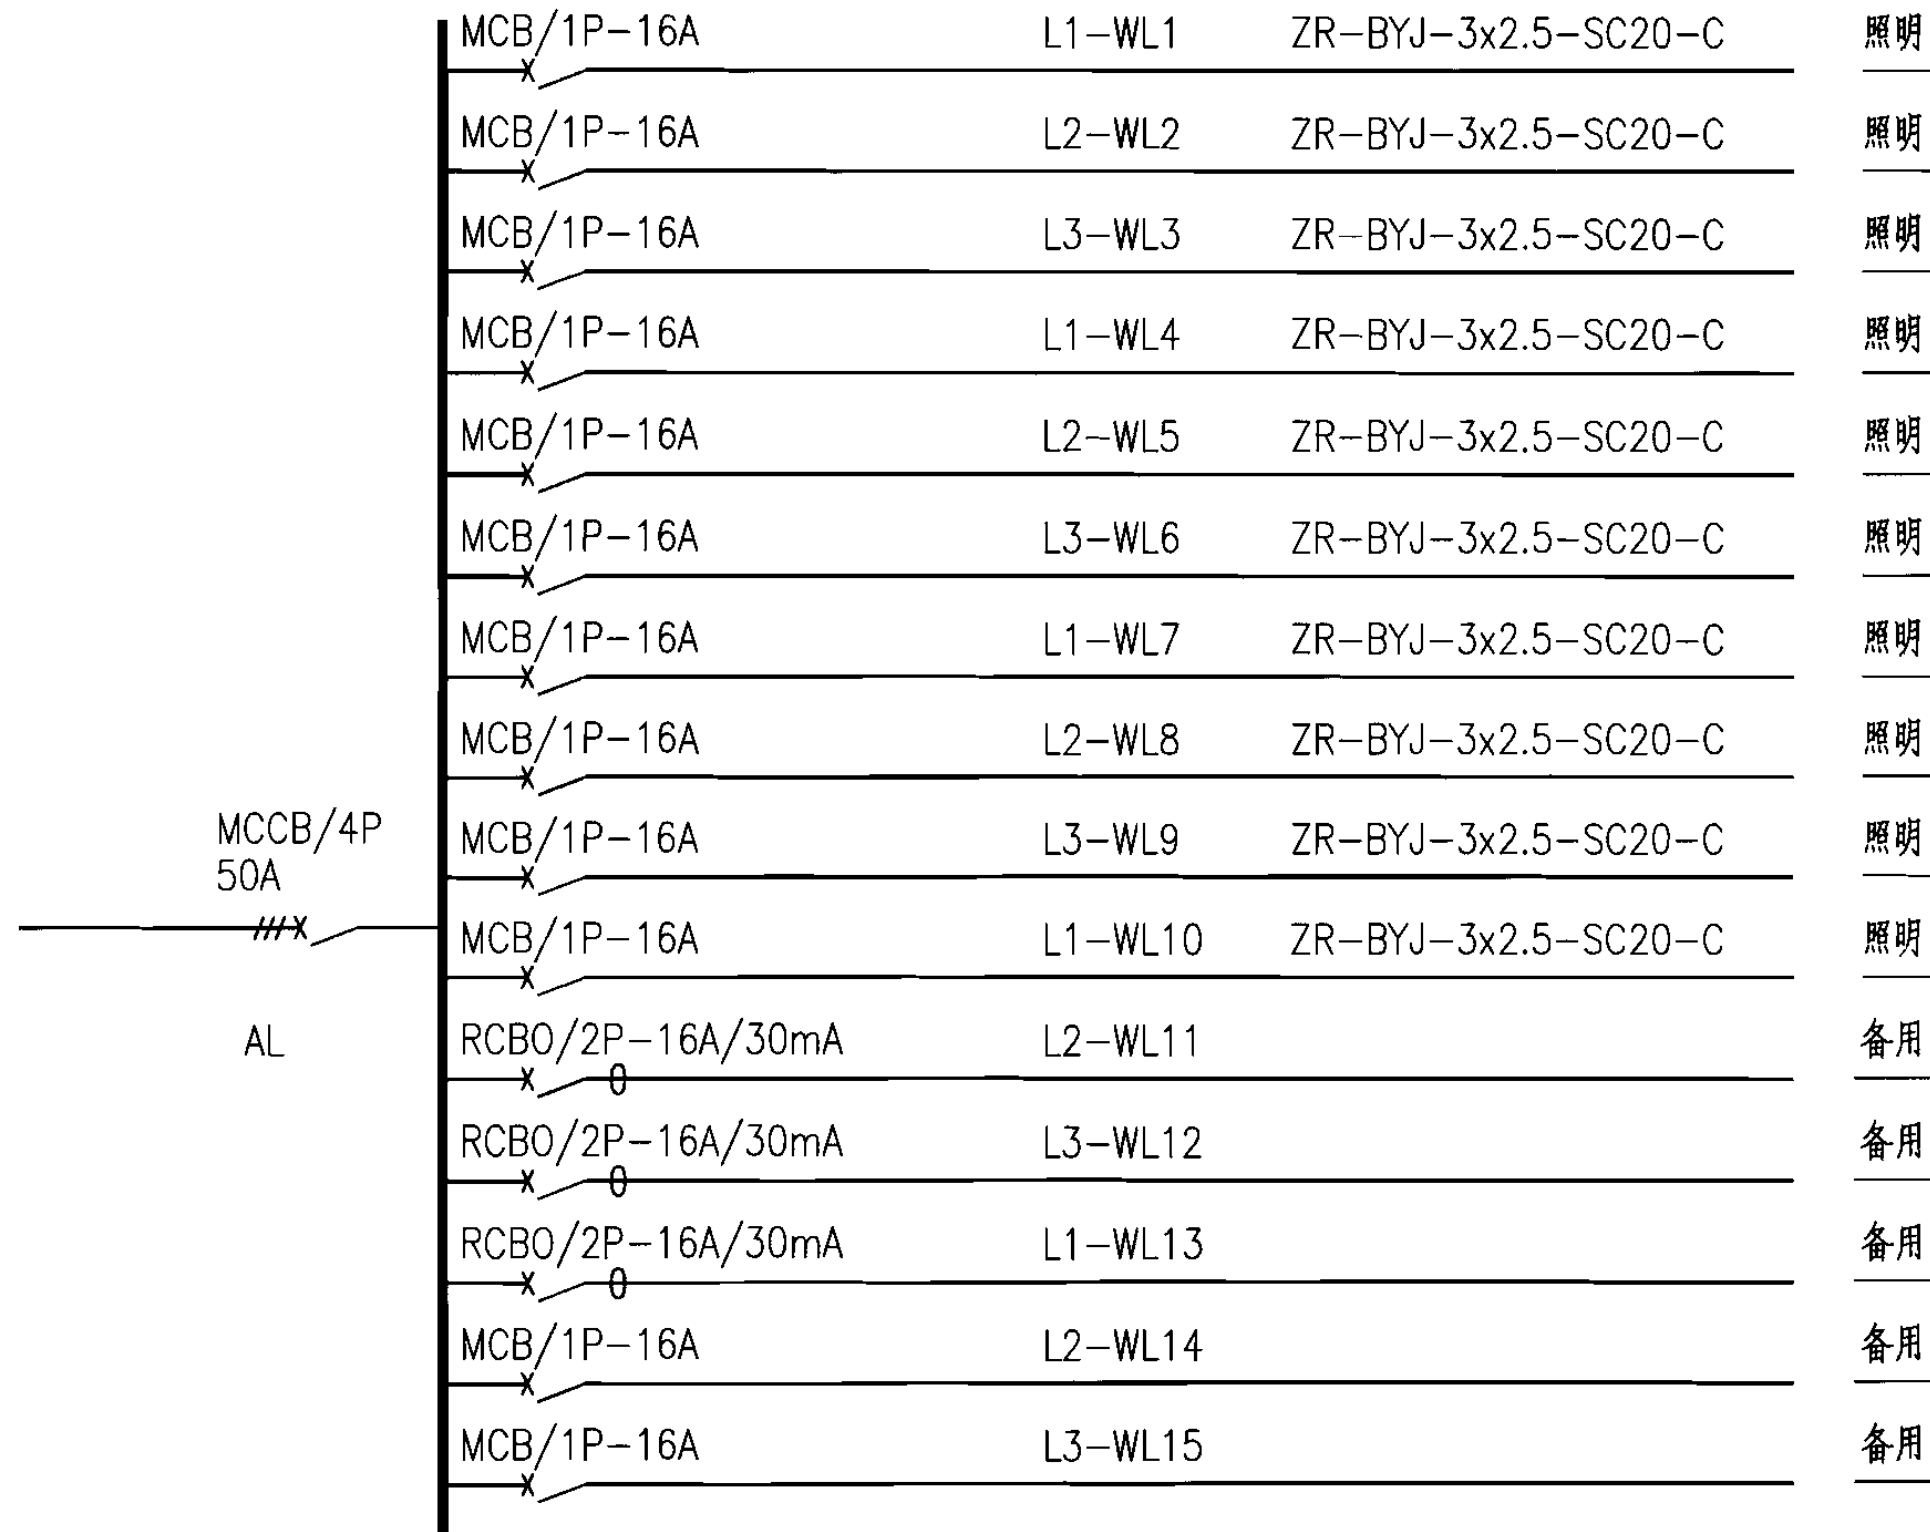 MCB/1P-16A L1-WL1 ZR-BYJ-3x2.5-SC20-C 照明
MCB/1P-16A L2-WL2 ZR-BYJ-3x2.5-SC20-C 照明
MCB/1P-16A L3-WL3 ZR-BYJ-3x2.5-SC20-C 照明
MCB/1P-16A L1-WL4 ZR-BYJ-3x2.5-SC20-C 照明
MCB/1P-16A L2-WL5 ZR-BYJ-3x2.5-SC20-C 照明
MCB/1P-16A L3-WL6 ZR-BYJ-3x2.5-SC20-C 照明
MCB/1P-16A L1-WL7 ZR-BYJ-3x2.5-SC20-C 照明
MCB/1P-16A L2-WL8 ZR-BYJ-3x2.5-SC20-C 照明
MCCB/4P
50A
MCB/1P-16A L3-WL9 ZR-BYJ-3x2.5-SC20-C 照明
MCB/1P-16A L1-WL10 ZR-BYJ-3x2.5-SC20-C 照明
AL
RCBO/2P-16A/30mA L2-WL11 备用
RCBO/2P-16A/30mA L3-WL12 备用
RCBO/2P-16A/30mA L1-WL13 备用
MCB/1P-16A L2-WL14 备用
MCB/1P-16A L3-WL15 备用